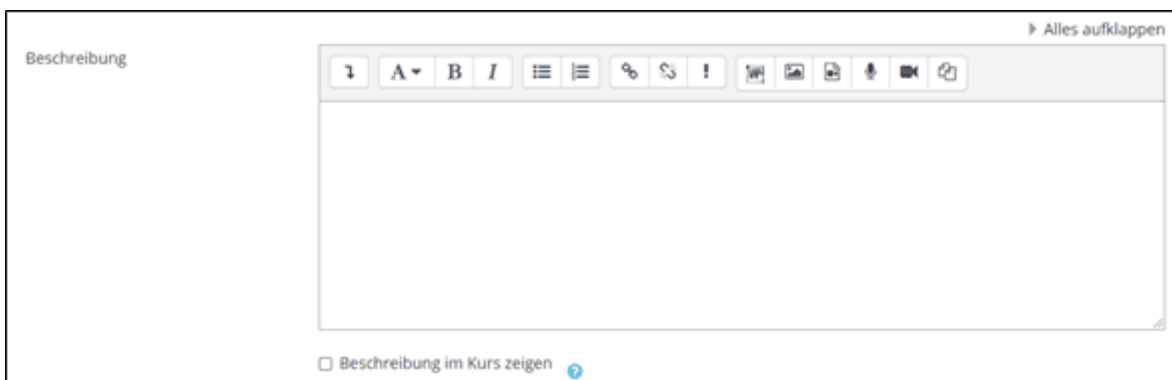 Alles aufklappen
Beschreibung
A B I
Beschreibung im Kurs zeigen